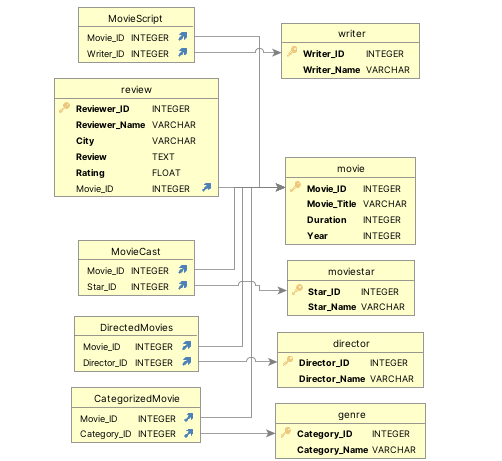 MovieScript
Movie_ID INTEGER
Writer_ID INTEGER
writer
Writer_ID INTEGER
Writer_Name VARCHAR
review
Reviewer_ID INTEGER
Reviewer_Name VARCHAR
City VARCHAR
Review TEXT
Rating FLOAT
Movie_ID INTEGER
movie
Movie_ID INTEGER
Movie_Title VARCHAR
Duration INTEGER
Year INTEGER
MovieCast
Movie_ID INTEGER
Star_ID INTEGER
moviestar
Star_ID INTEGER
Star_Name VARCHAR
DirectedMovies
Movie_ID INTEGER
Director_ID INTEGER
director
Director_ID INTEGER
Director_Name VARCHAR
CategorizedMovie
Movie_ID INTEGER
Category_ID INTEGER
genre
Category_ID INTEGER
Category_Name VARCHAR